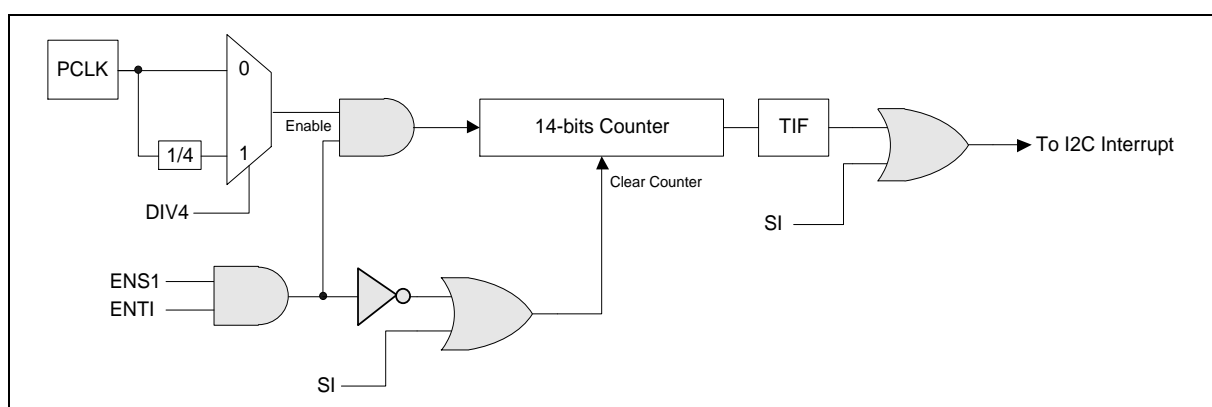 PCLK
0
1/4
1
DIV4
Enable
14-bits Counter
TIF
To I2C Interrupt
Clear Counter
SI
ENS1
ENTI
SI